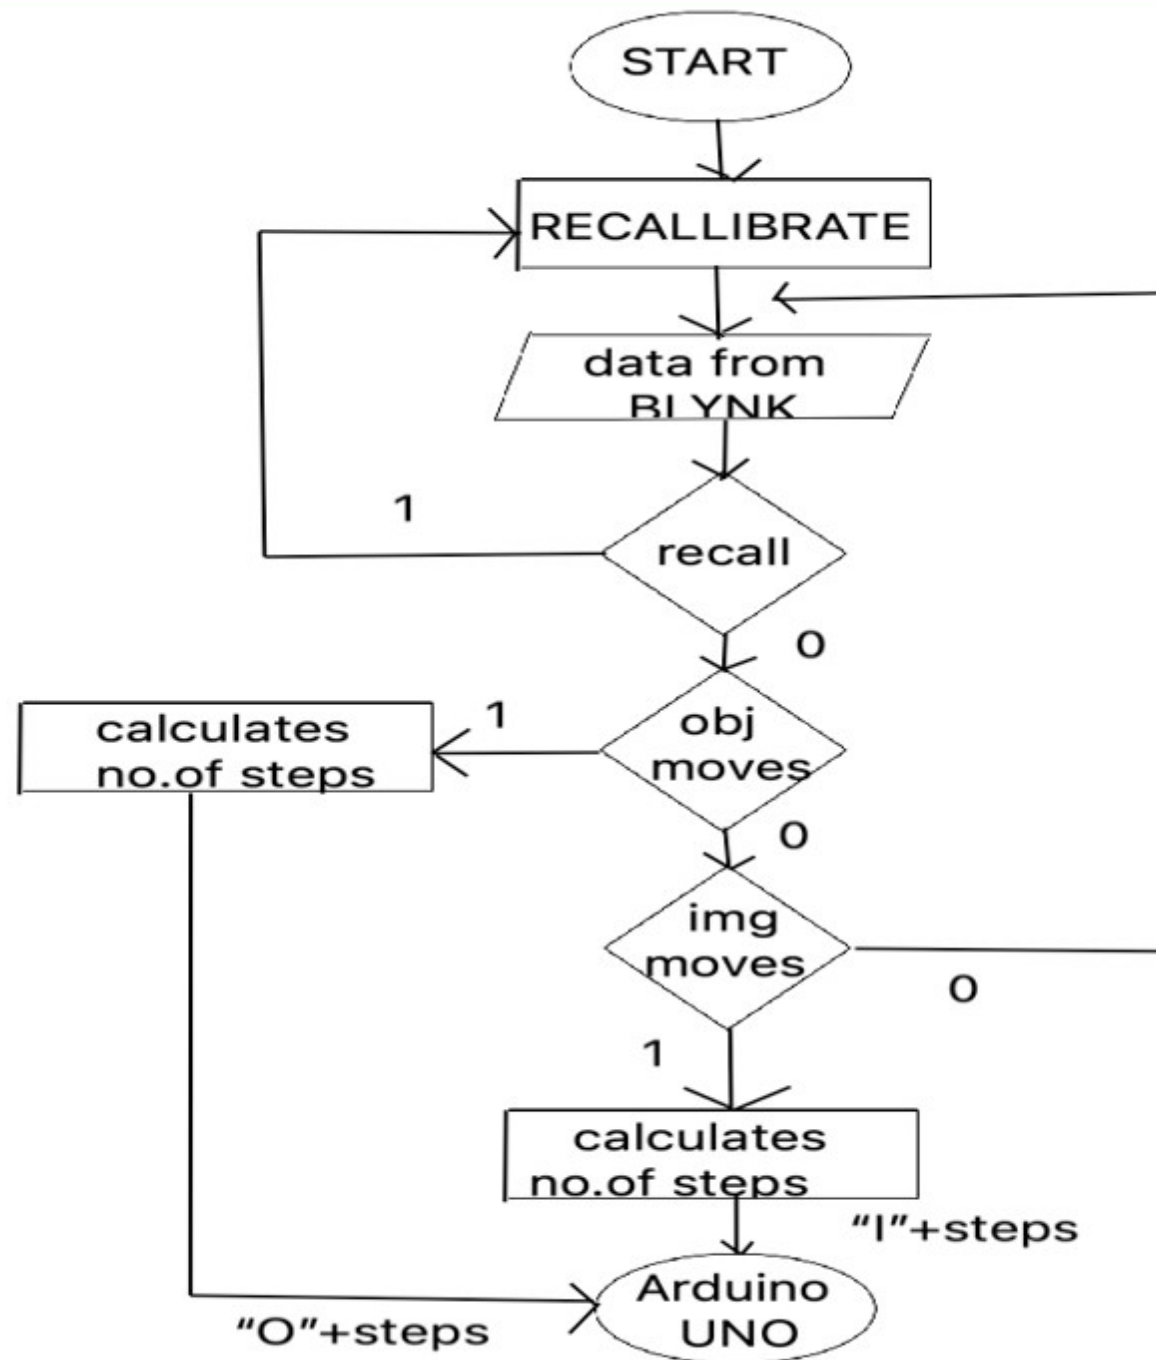 START
RECALLIBRATE
data from
BLYNK
1
recall
0
calculates
no.of steps
1
obj
moves
0
img
moves
0
1
calculates
no.of steps
"I"+steps
Arduino
UNO
"O"+steps